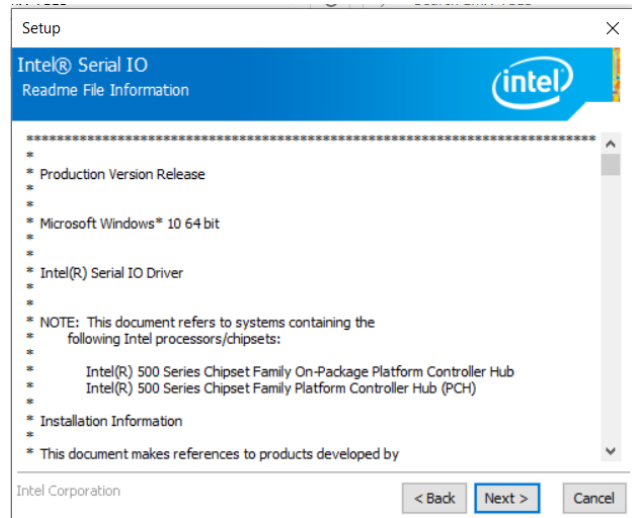 Setup
Intel® Serial IO
Readme File Information
intel
******************************************************************************
*
* Production Version Release
*
*
* Microsoft Windows* 10 64 bit
*
*
* Intel(R) Serial IO Driver
*
*
* NOTE: This document refers to systems containing the
* following Intel processors/chipsets:
*
* Intel(R) 500 Series Chipset Family On-Package Platform Controller Hub
* Intel(R) 500 Series Chipset Family Platform Controller Hub (PCH)
*
* Installation Information
*
* This document makes references to products developed by
Intel Corporation
< Back
Next >
Cancel